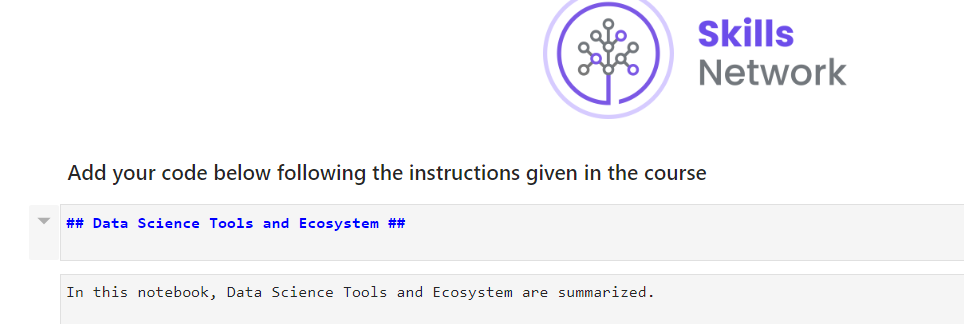 Skills
Network
Add your code below following the instructions given in the course
## Data Science Tools and Ecosystem ##
In this notebook, Data Science Tools and Ecosystem are summarized.